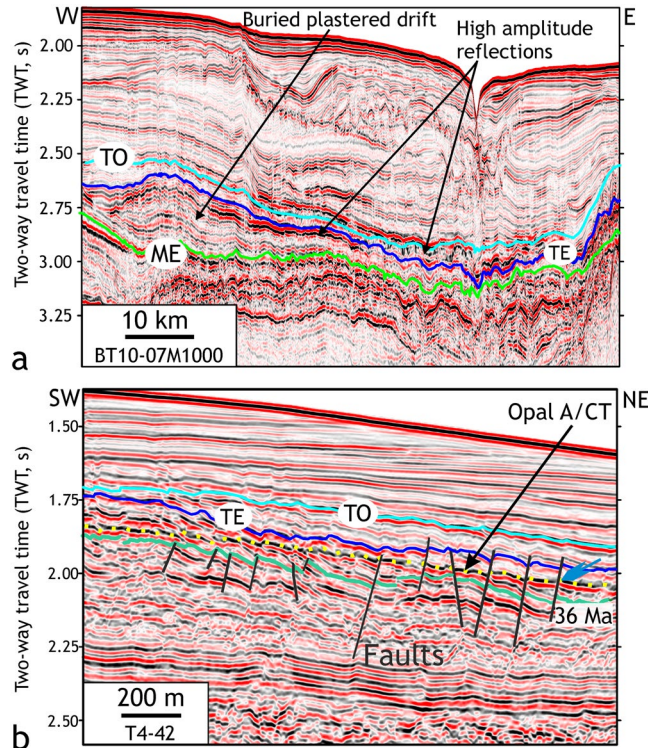 W
Buried plastered drift
High amplitude
reflections
E
Two-way travel time (TWT, s)
2.00
2.25
2.50
2.75
3.00
3.25
TO
ME
TE
10 km
BT10-07M1000
a
SW
Opal A/CT
NE
Two-way travel time (TWT, s)
1.50
1.75
2.00
2.25
2.50
TE
TO
36 Ma
Faults
200 m
T4-42
b